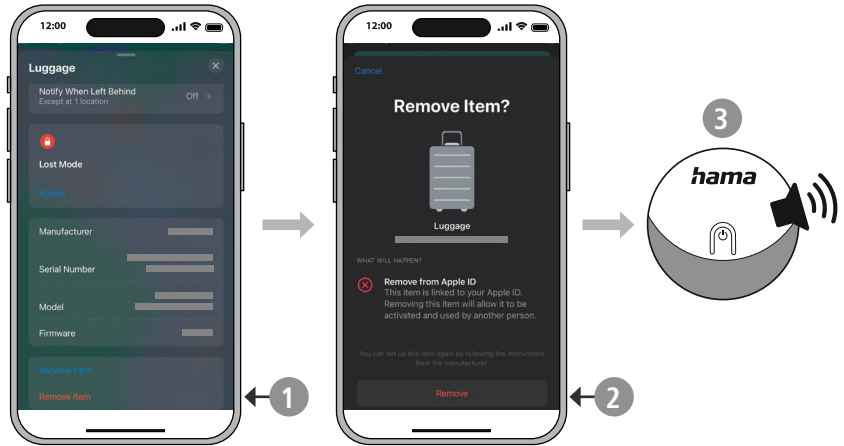 12:00
Luggage
Notify When Left Behind
Except at 1 location
Off >
Lost Mode
Enable
Manufacturer
Serial Number
Model
Firmware
Rename Item
Remove Item
1
12:00
Cancel
Remove Item?
Luggage
WHAT WILL HAPPEN?
Remove from Apple ID
This item is linked to your Apple ID.
Removing this item will allow it to be
activated and used by another person.
You can set up this item again by following the instructions
from the manufacturer.
Remove
2
3
hama